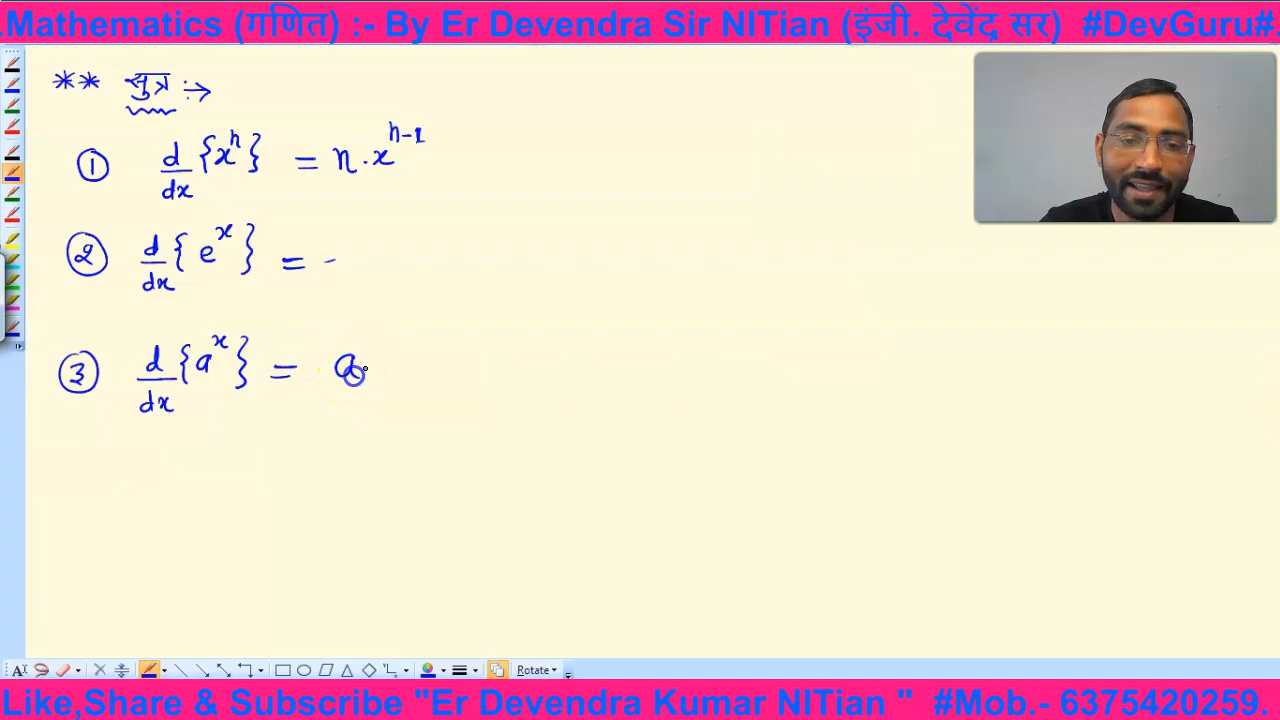 .Mathematics (गणित) :- By Er Devendra Sir NITian (इंजी. देवेंद्र सर) #DevGuru#.
** सूत्र :→
① d/dx {x^n} = n.x^(n-1)
② d/dx {e^x} = -
③ d/dx {a^x} = a
Rotate
Like,Share & Subscribe "Er Devendra Kumar NITian " #Mob.- 6375420259.